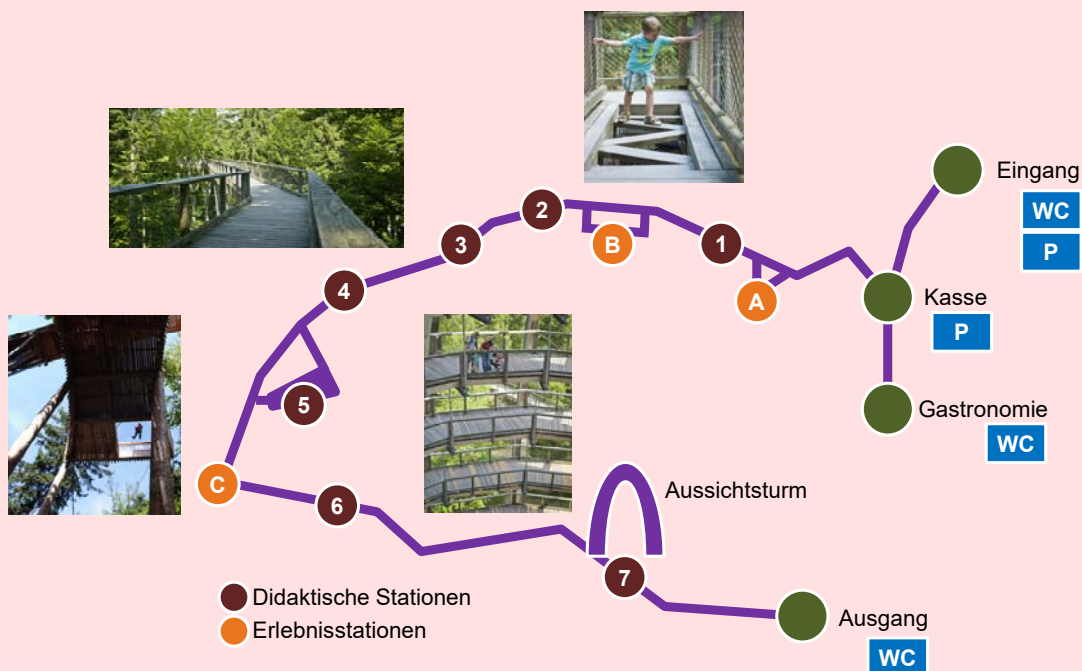 Eingang
WC
P
2
B
1
3
A
4
Kasse
P
5
Gastronomie
WC
C
6
Aussichtsturm
7
Didaktische Stationen
Erlebnisstationen
Ausgang
WC